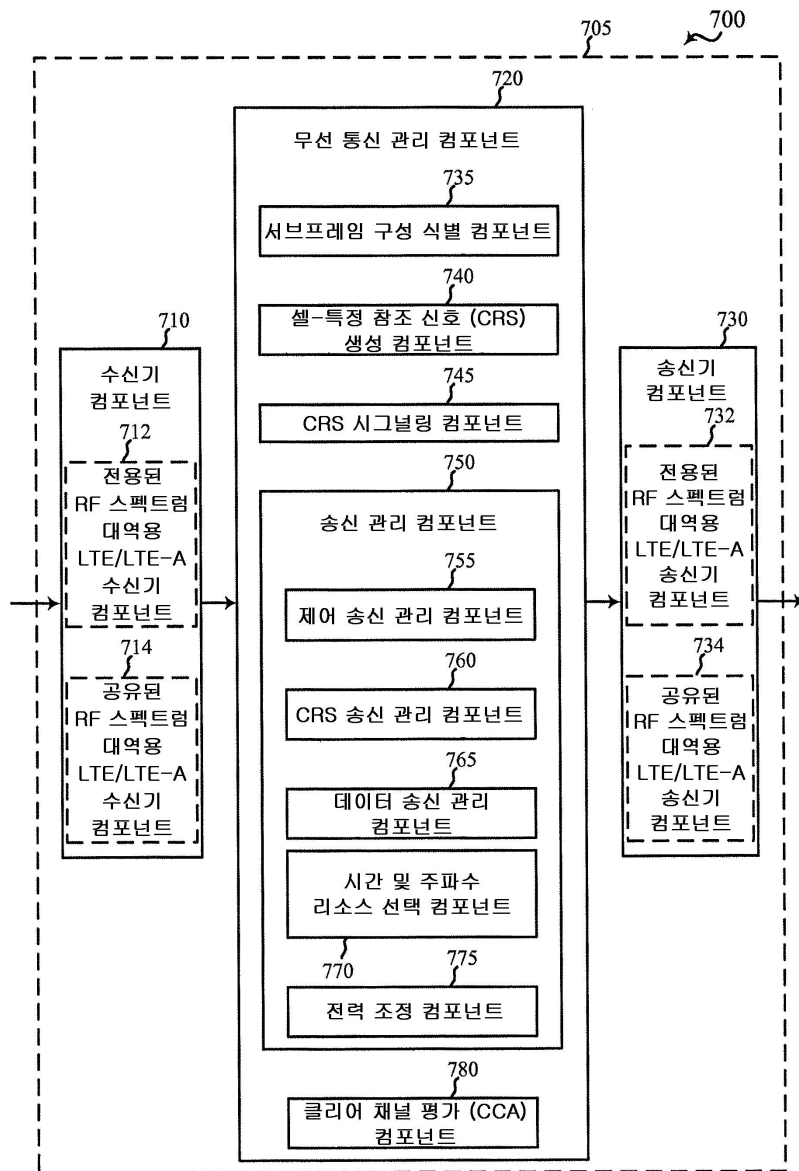 700
705
720
무선 통신 관리 컴포넌트
735
서브프레임 구성 식별 컴포넌트
740
셀-특정 참조 신호 (CRS)
생성 컴포넌트
745
CRS 시그널링 컴포넌트
750
송신 관리 컴포넌트
755
제어 송신 관리 컴포넌트
760
CRS 송신 관리 컴포넌트
765
데이터 송신 관리
컴포넌트
시간 및 주파수
리소스 선택 컴포넌트
770
775
전력 조정 컴포넌트
780
클리어 채널 평가 (CCA)
컴포넌트
710
수신기
컴포넌트
712
전용된
RF 스펙트럼
대역용
LTE/LTE-A
수신기
컴포넌트
714
공유된
RF 스펙트럼
대역용
LTE/LTE-A
수신기
컴포넌트
730
송신기
컴포넌트
732
전용된
RF 스펙트럼
대역용
LTE/LTE-A
송신기
컴포넌트
734
공유된
RF 스펙트럼
대역용
LTE/LTE-A
송신기
컴포넌트